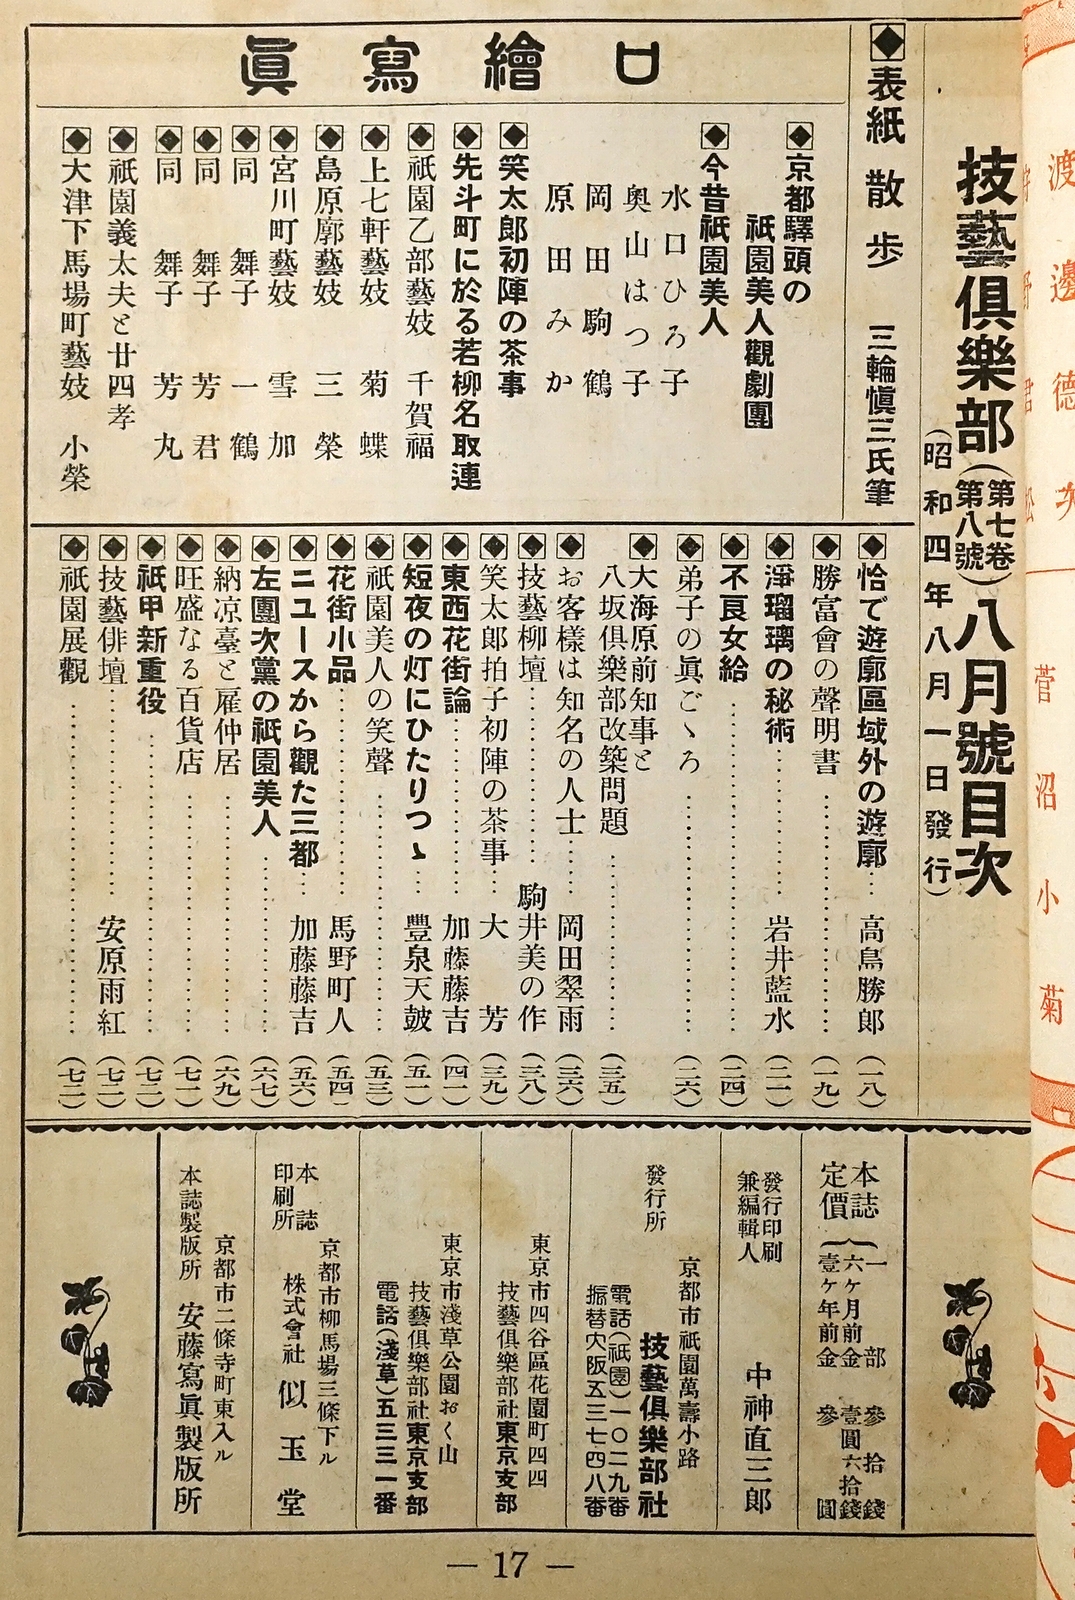 技藝俱樂部（第七卷第八號）八月號目次
（昭和四年八月一日發行）
表紙 散步 三輪愼三氏筆
口繪寫眞
京都驛頭の
祇園美人觀劇團
今昔祇園美人
水口ひろ子
奧山はつ子
岡田駒鶴
原田みか
笑太郎初陣の茶事
先斗町に於る若柳名取連
祇園乙部藝妓 千賀福
上七軒藝妓 菊蝶
島原廓藝妓 三榮
宮川町藝妓 雪加
同 舞子 一鶴
同 舞子 芳君
同 舞子 芳丸
祇園義太夫と廿四孝
大津下馬場町藝妓 小榮
恰で遊廓區域外の遊廓… 高鳥勝郎（一八）
勝富會の聲明書…（一九）
淨瑠璃の秘術 岩井藍水（二一）
不良女給…（二四）
弟子の眞ごゝろ（二六）
大海原前知事と
八坂俱樂部改築問題…（三五）
お客樣は知名の人士… 岡田翠雨（三六）
技藝柳壇… 駒井美の作（三八）
笑太郎拍子初陣の茶事… 大芳（三九）
東西花街論… 加藤藤吉（四一）
短夜の灯にひたりつゝ… 豐泉天皷（五一）
祇園美人の笑聲…（五三）
花街小品… 馬野町人（五四）
ニユースから觀た三都… 加藤藤吉（五六）
左團次黨の祇園美人…（六七）
納凉臺と雇仲居…（六九）
旺盛なる百貨店…（七一）
祇甲新重役…（七二）
技藝俳壇… 安原雨紅（七二）
祇園展觀…（七三）
本誌定價
一部 參拾錢
六ヶ月前金 壹圓六拾錢
壹ヶ年前金 參圓
發行印刷兼編輯人 中神直三郎
發行所
京都市祇園萬壽小路
技藝俱樂部社
電話（祇園）一〇二九番
振替大阪五三七四八番
東京市四谷區花園町四四
技藝俱樂部社東京支部
東京市淺草公園おく山
技藝俱樂部社東京支部
電話（淺草）五三三一番
本誌印刷所
京都市柳馬場三條下ル
株式會社 似玉堂
京都市二條寺町東入ル
本誌製版所 安藤寫眞製版所
— 17 —
渡邊德次
菅沼小菊